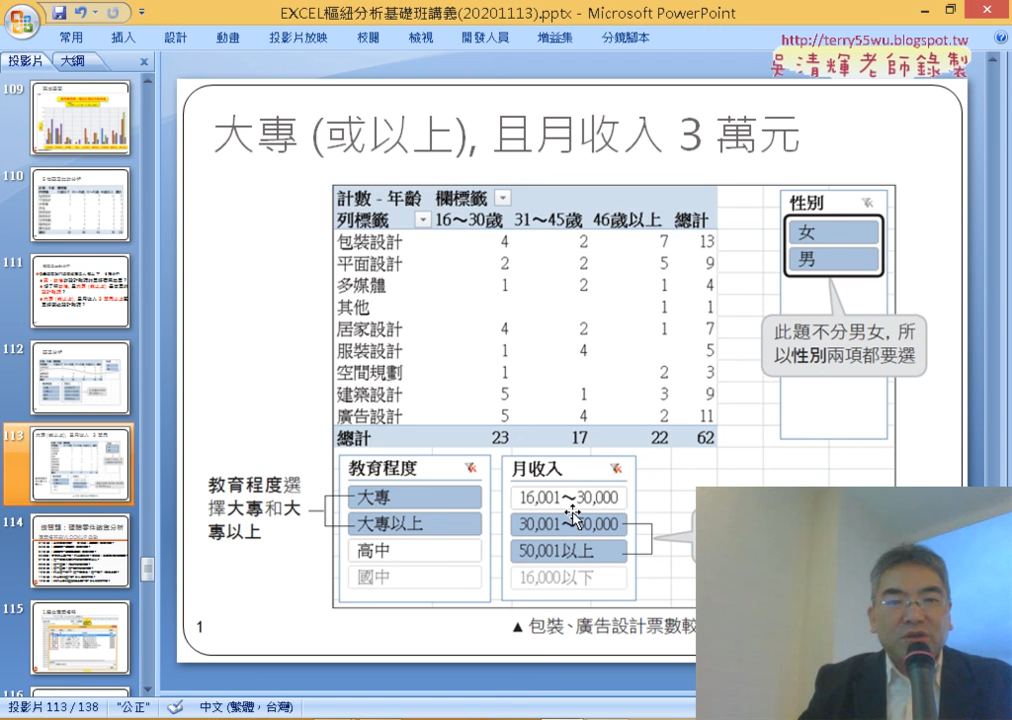 EXCEL樞紐分析基礎班講義(20201113).pptx - Microsoft PowerPoint
常用 插入 設計 動畫 投影片放映 校閱 檢視 開發人員 增益集 分鏡腳本
http://terry55wu.blogspot.tw
吳清輝老師錄製
投影片 大綱
109
110
111
112
113
114
115
116
大專 (或以上), 且月收入 3 萬元
計數 - 年齡 欄標籤
列標籤 16～30歲 31～45歲 46歲以上 總計
包裝設計 4 2 7 13
平面設計 2 2 5 9
多媒體 1 2 1 4
其他 1 1
居家設計 4 2 1 7
服裝設計 1 4 5
空間規劃 1 2 3
建築設計 5 1 3 9
廣告設計 5 4 2 11
總計 23 17 22 62
性別
女
男
此題不分男女, 所
以性別兩項都要選
教育程度選
擇大專和大
專以上
教育程度
大專
大專以上
高中
國中
月收入
16,001～30,000
50,001以上
16,000以下
1
▲ 包裝、廣告設計票數較
投影片 113 / 138 "公正" 中文 (繁體，台灣)